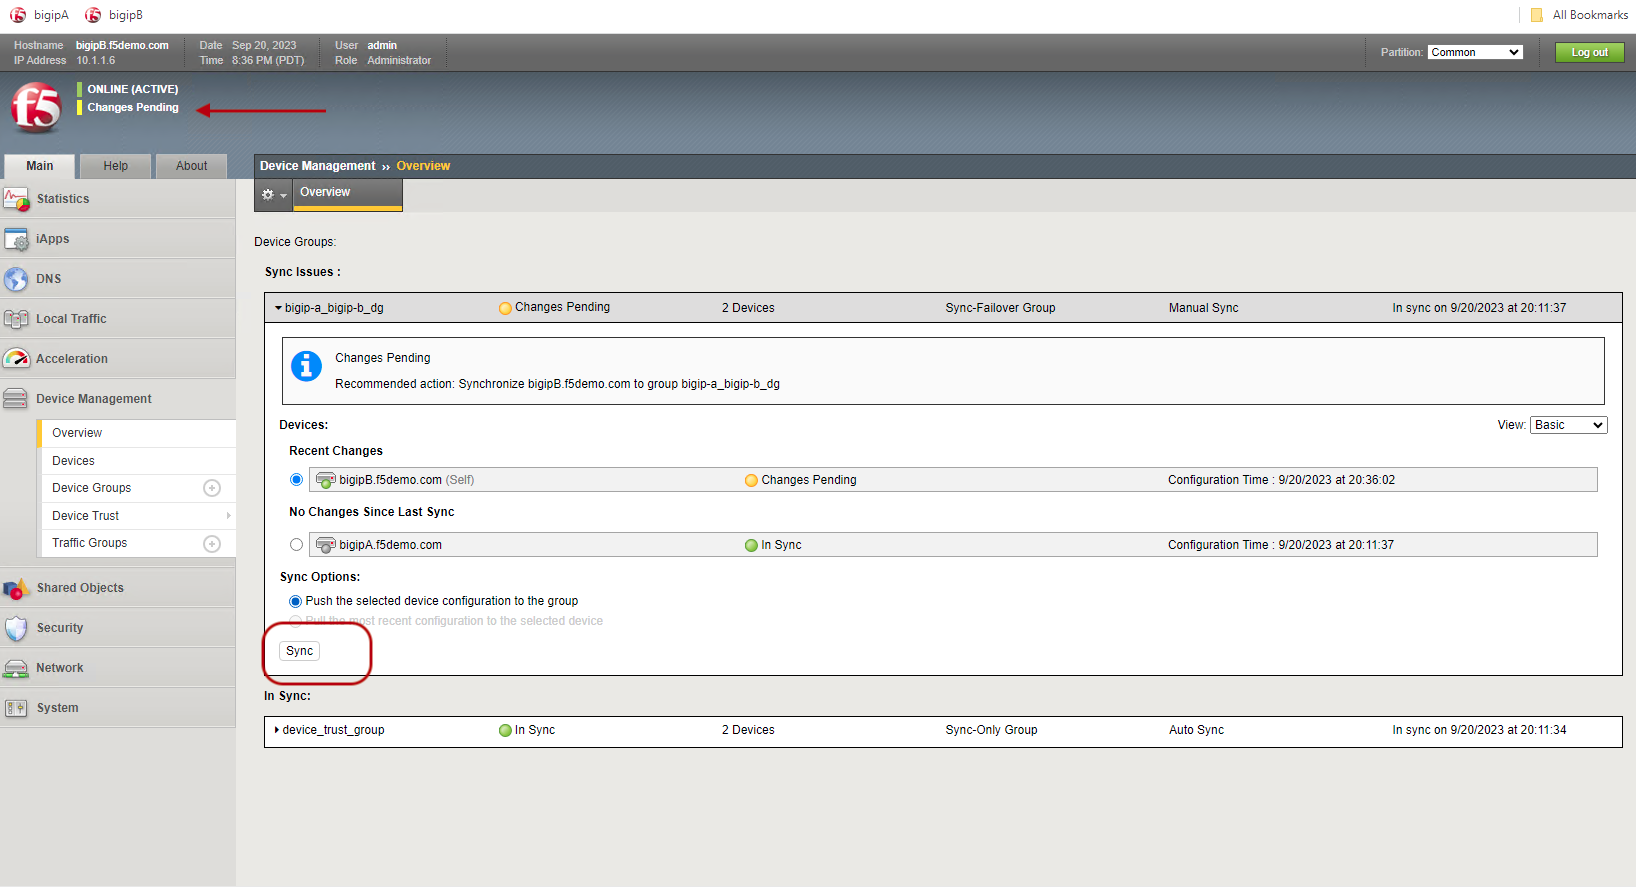 bigipA bigipB All Bookmarks
Hostname bigipB.f5demo.com Date Sep 20, 2023 User admin Partition: Common Log out
IP Address 10.1.1.6 Time 8:36 PM (PDT) Role Administrator
f5
ONLINE (ACTIVE)
Changes Pending
Main Help About
Device Management ›› Overview
Overview
Statistics
iApps
DNS
Local Traffic
Acceleration
Device Management
Overview
Devices
Device Groups
Device Trust
Traffic Groups
Shared Objects
Security
Network
System
Device Groups:
Sync Issues :
bigip-a_bigip-b_dg Changes Pending 2 Devices Sync-Failover Group Manual Sync In sync on 9/20/2023 at 20:11:37
Changes Pending
Recommended action: Synchronize bigipB.f5demo.com to group bigip-a_bigip-b_dg
Devices: View: Basic
Recent Changes
bigipB.f5demo.com (Self) Changes Pending Configuration Time : 9/20/2023 at 20:36:02
No Changes Since Last Sync
bigipA.f5demo.com In Sync Configuration Time : 9/20/2023 at 20:11:37
Sync Options:
Push the selected device configuration to the group
Pull the most recent configuration to the selected device
Sync
In Sync:
device_trust_group In Sync 2 Devices Sync-Only Group Auto Sync In sync on 9/20/2023 at 20:11:34